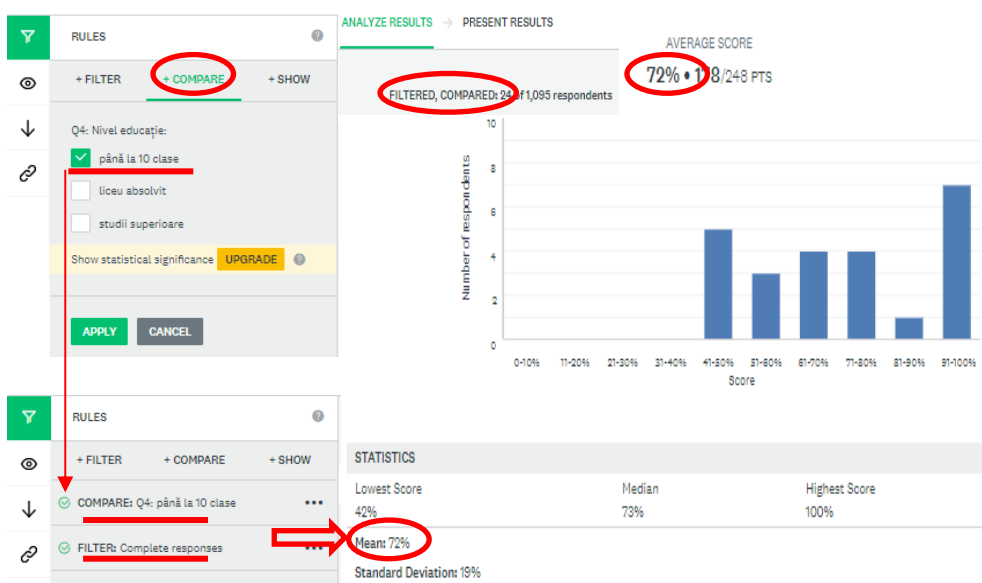 RULES
+ FILTER + COMPARE + SHOW
Q4: Nivel educație:
până la 10 clase
liceu absolvit
studii superioare
Show statistical significance UPGRADE
APPLY CANCEL
ANALYZE RESULTS → PRESENT RESULTS
AVERAGE SCORE
72% • 178/248 PTS
FILTERED, COMPARED: 24 of 1,095 respondents
Number of respondents
10
8
6
4
2
0
0-10% 11-20% 21-30% 31-40% 41-50% 51-60% 61-70% 71-80% 81-90% 91-100%
Score
RULES
+ FILTER + COMPARE + SHOW
COMPARE: Q4: până la 10 clase
FILTER: Complete responses
STATISTICS
Lowest Score Median Highest Score
42% 73% 100%
Mean: 72%
Standard Deviation: 19%